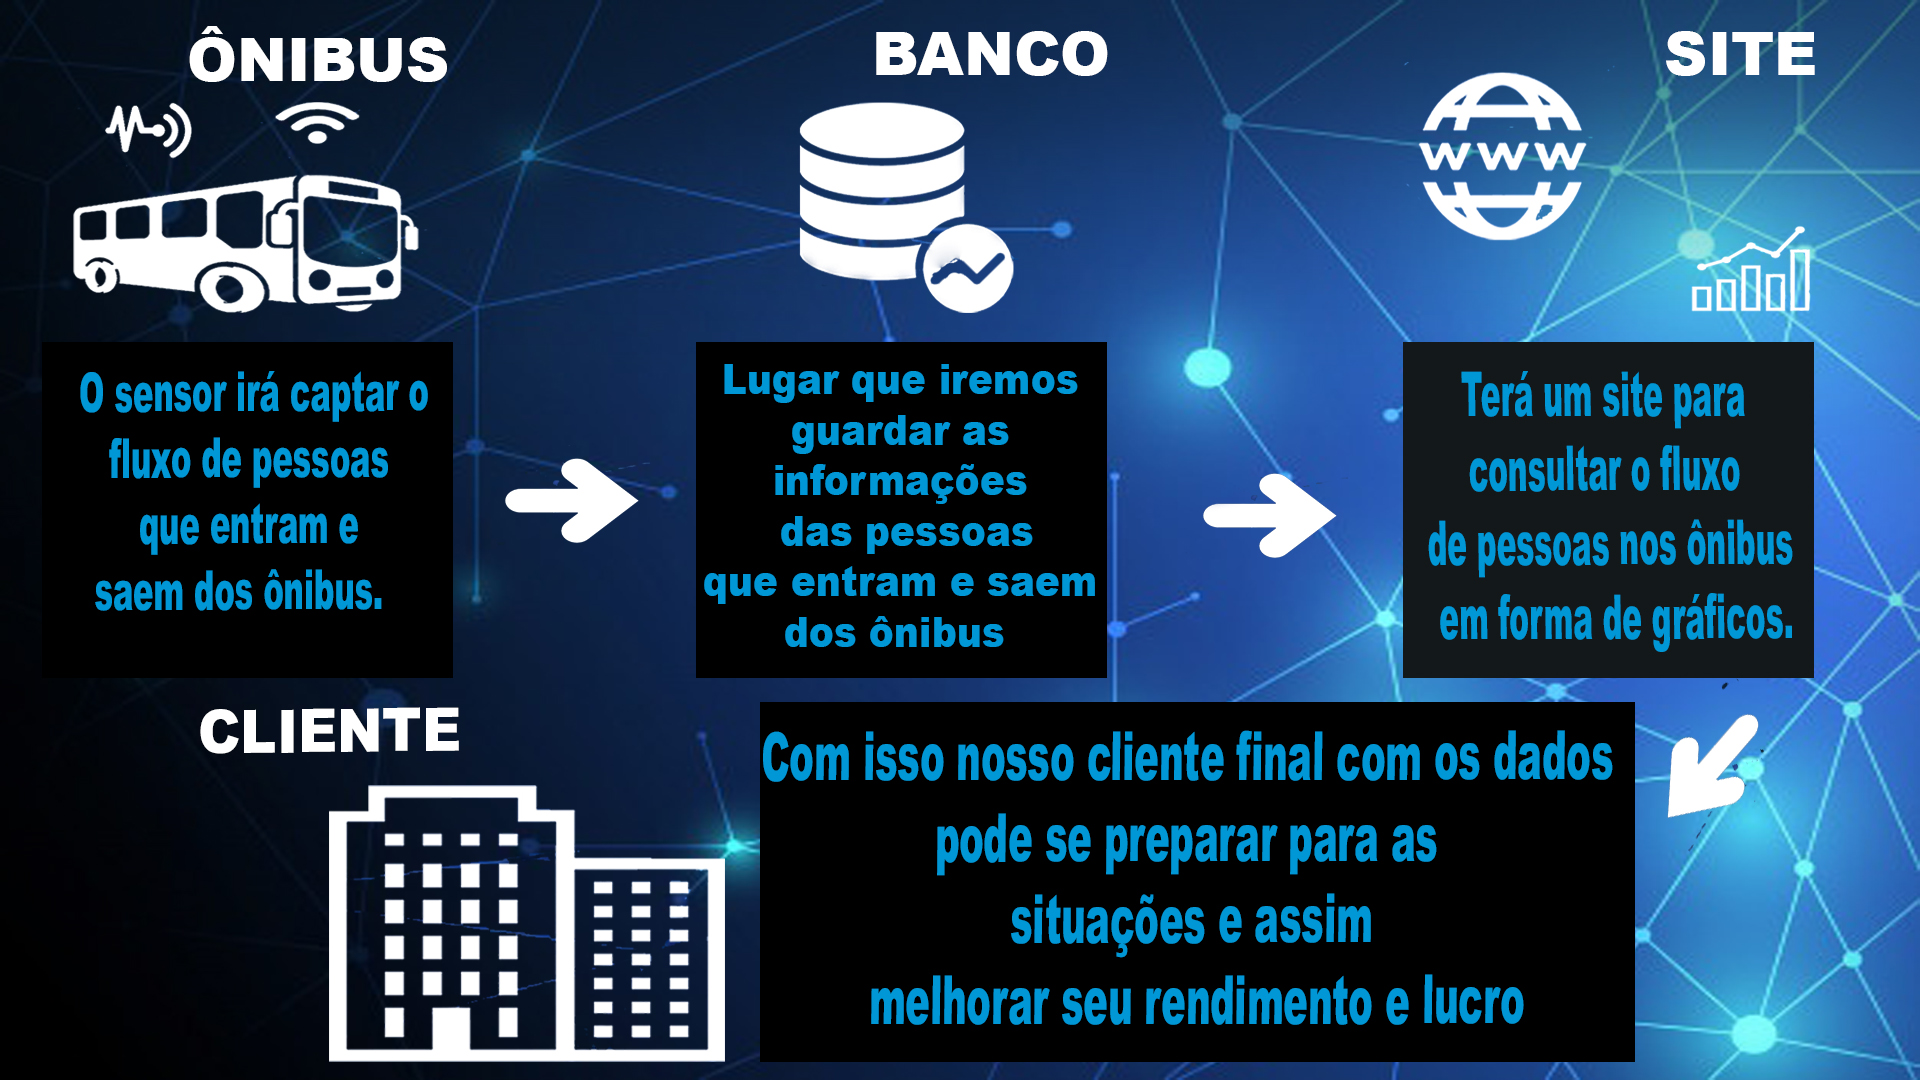 ÔNIBUS
O sensor irá captar o
fluxo de pessoas
que entram e
saem dos ônibus.
BANCO
Lugar que iremos
guardar as
informações
das pessoas
que entram e saem
dos ônibus
SITE
WWW
Terá um site para
consultar o fluxo
de pessoas nos ônibus
em forma de gráficos.
CLIENTE
Com isso nosso cliente final com os dados
pode se preparar para as
situações e assim
melhorar seu rendimento e lucro